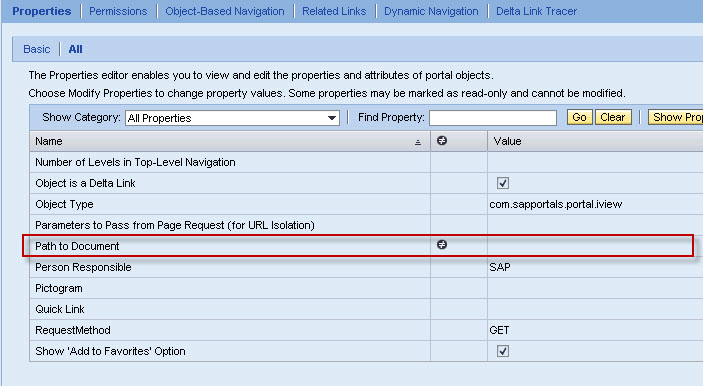 Properties | Permissions | Object-Based Navigation | Related Links | Dynamic Navigation | Delta Link Tracer
Basic | All
The Properties editor enables you to view and edit the properties and attributes of portal objects.
Choose Modify Properties to change property values. Some properties may be marked as read-only and cannot be modified.
Show Category: All Properties | Find Property: Go Clear | Show Prop
Name Value
Number of Levels in Top-Level Navigation
Object is a Delta Link
Object Type com.sapportals.portal.iview
Parameters to Pass from Page Request (for URL Isolation)
Path to Document
Person Responsible SAP
Pictogram
Quick Link
RequestMethod GET
Show 'Add to Favorites' Option